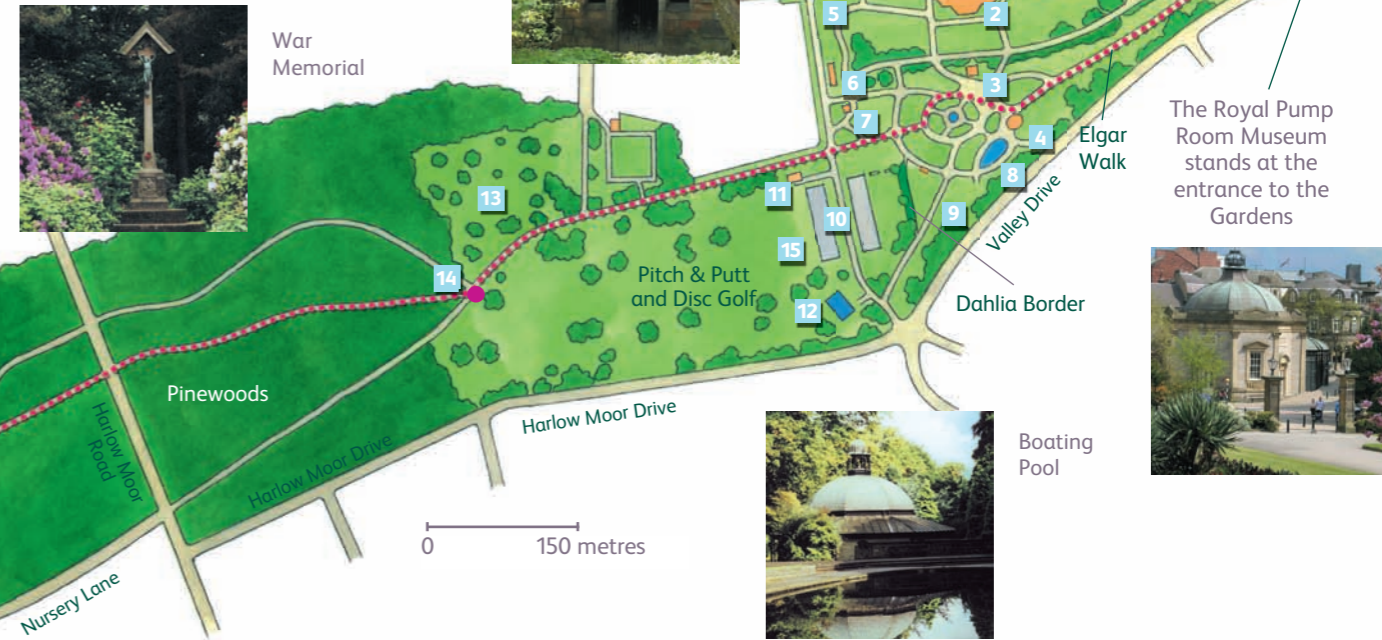 War
Memorial
5
2
6
3
7
4
Elgar
Walk
The Royal Pump
Room Museum
stands at the
entrance to the
Gardens
13
11
10
8
9
Valley Drive
15
14
Pitch & Putt
and Disc Golf
12
Dahlia Border
Pinewoods
Harlow Moor
Road
Harlow Moor Drive
Harlow Moor Drive
Boating
Pool
0
150 metres
Nursery Lane